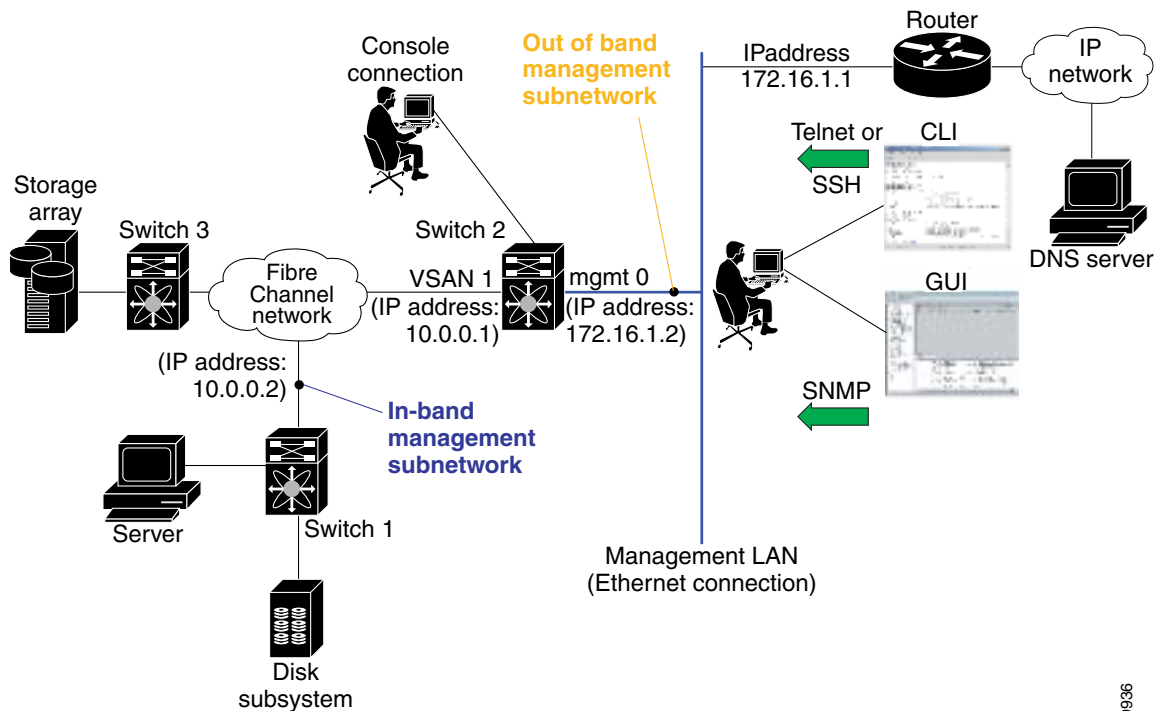 Router
IPaddress
172.16.1.1
IP
network
Out of band
management
subnetwork
Console
connection
Telnet or
SSH
CLI
DNS server
Storage
array
Switch 3
Switch 2
Fibre
Channel
network
VSAN 1
(IP address:
10.0.0.1)
mgmt 0
(IP address:
172.16.1.2)
GUI
SNMP
(IP address:
10.0.0.2)
In-band
management
subnetwork
Server
Switch 1
Management LAN
(Ethernet connection)
Disk
subsystem